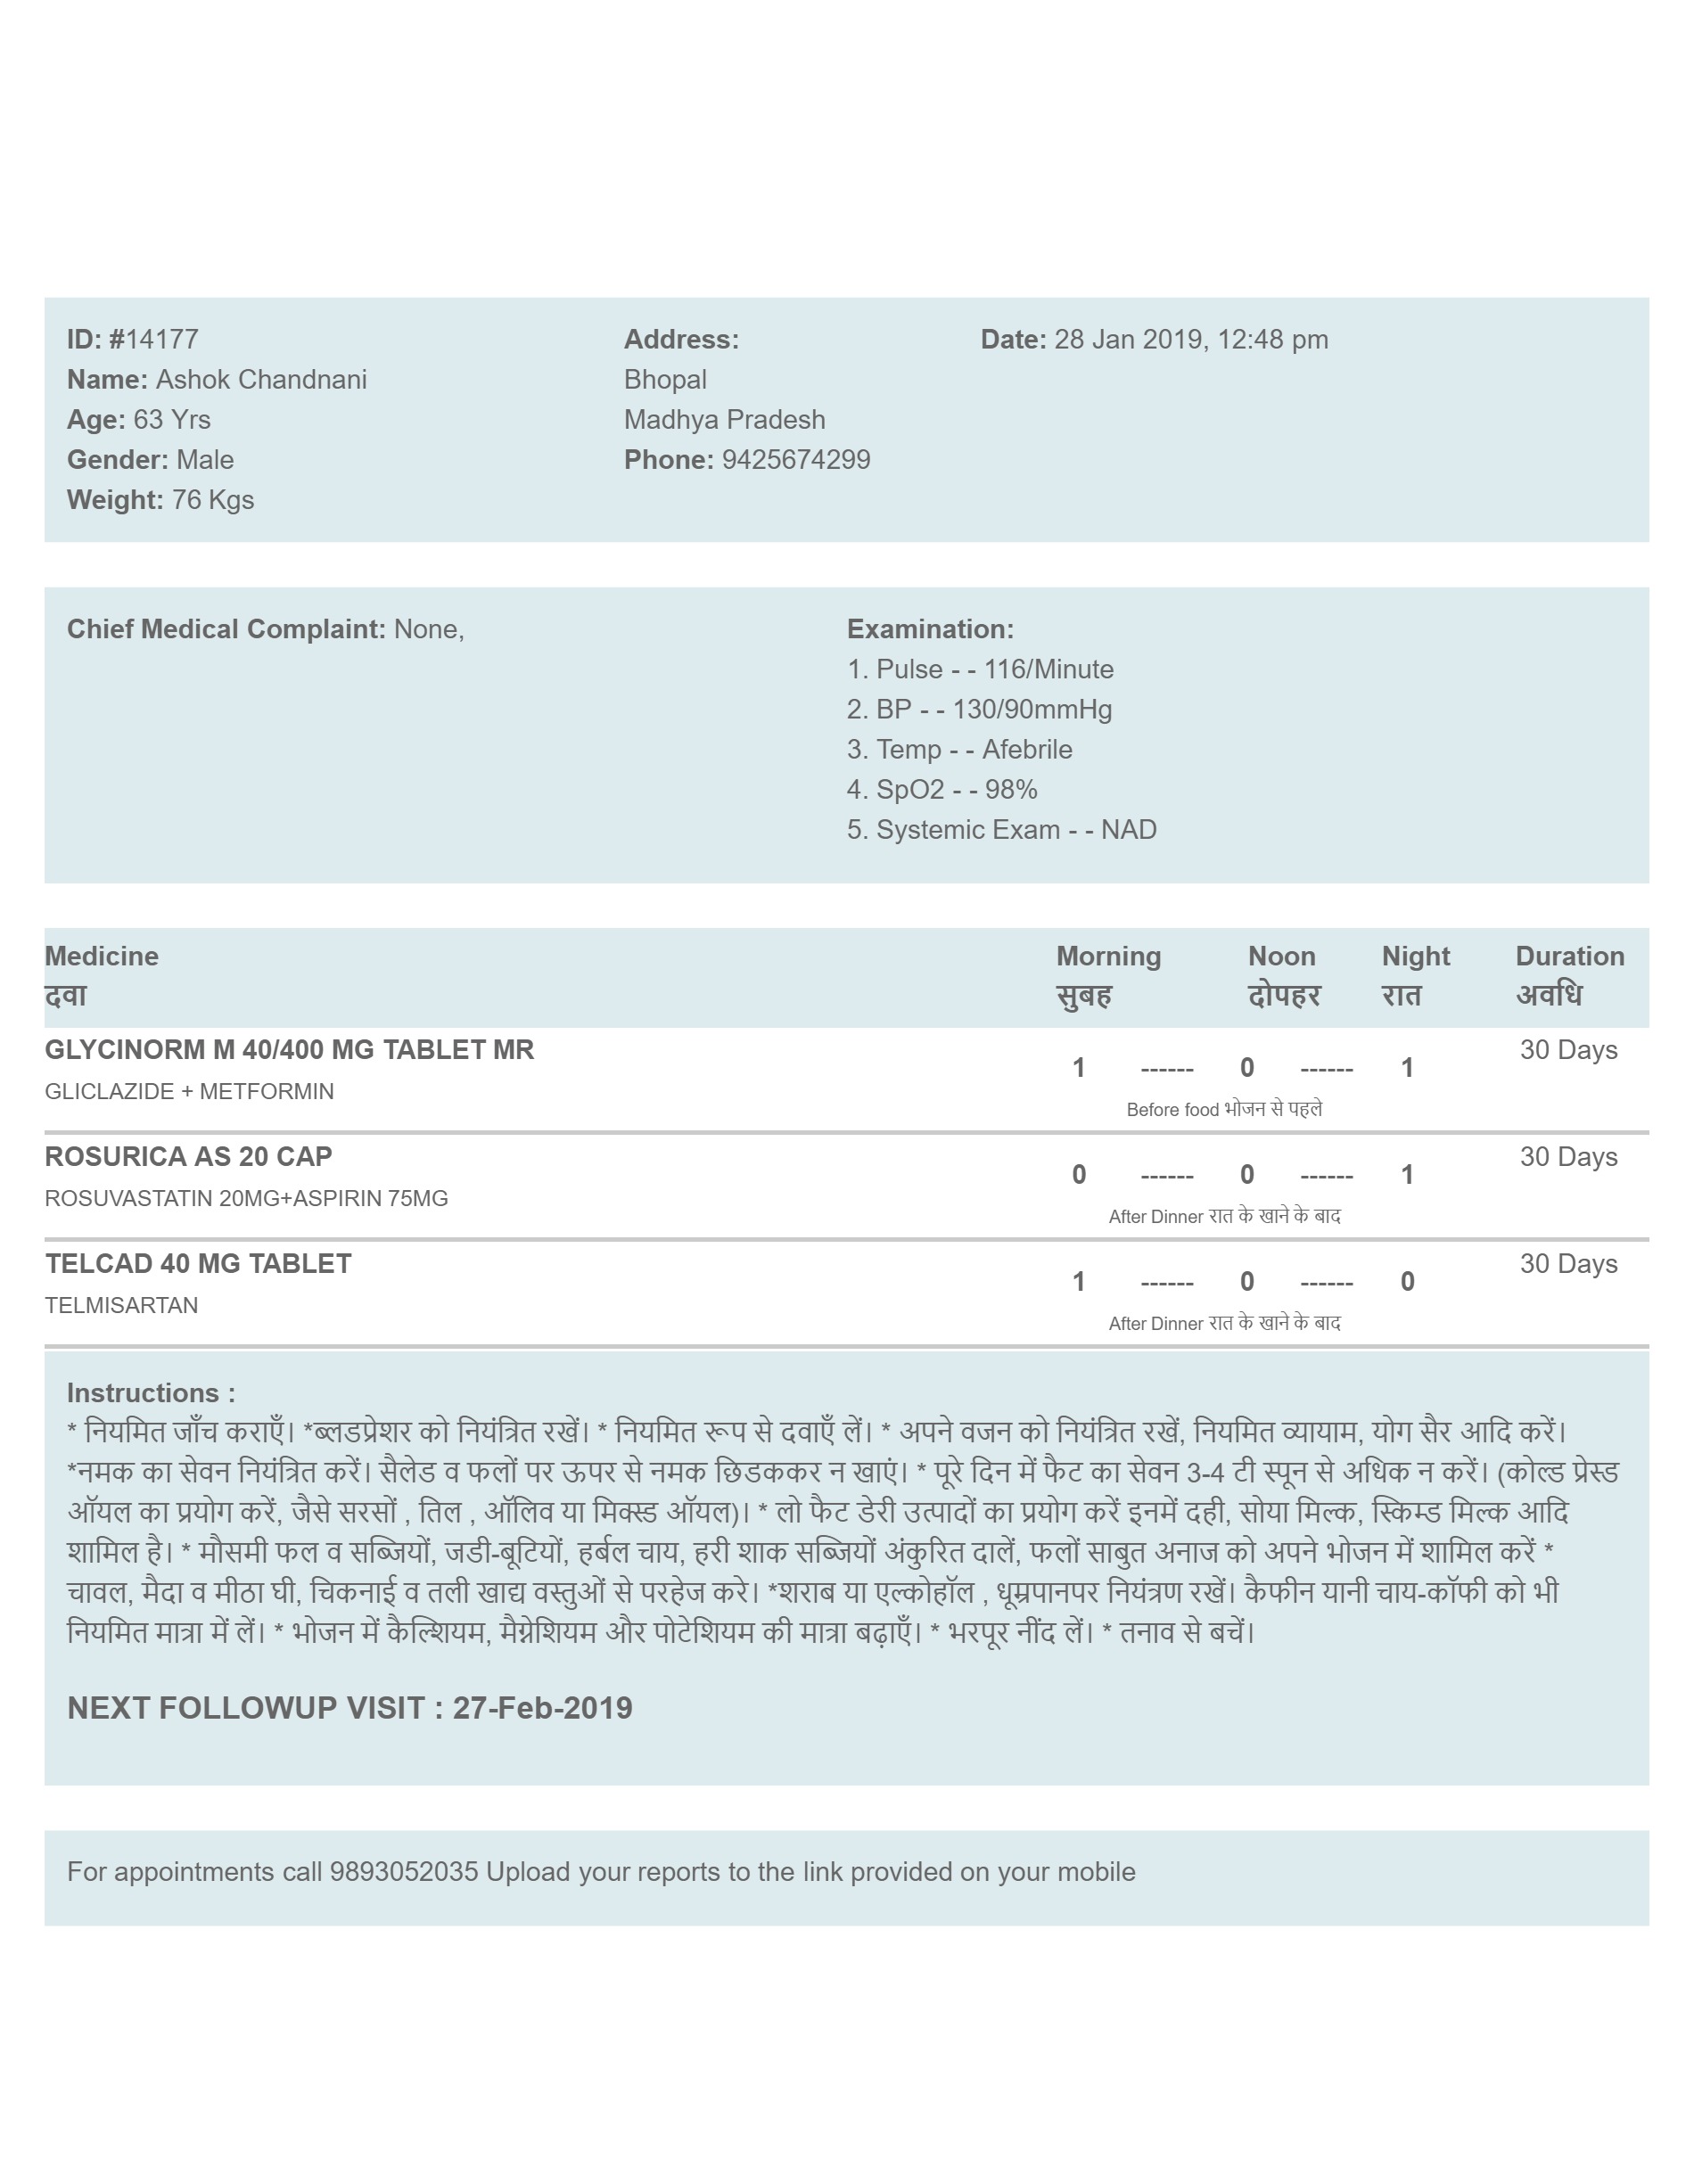 ID: #14177
Name: Ashok Chandnani
Age: 63 Yrs
Gender: Male
Weight: 76 Kgs
Address:
Bhopal
Madhya Pradesh
Phone: 9425674299
Date: 28 Jan 2019, 12:48 pm
Chief Medical Complaint: None,
Examination:
1. Pulse - - 116/Minute
2. BP - - 130/90mmHg
3. Temp - - Afebrile
4. SpO2 - - 98%
5. Systemic Exam - - NAD
Medicine Morning Noon Night Duration
दवा सुबह दोपहर रात अवधि
GLYCINORM M 40/400 MG TABLET MR 1 ------ 0 ------ 1 30 Days
GLICLAZIDE + METFORMIN
Before food भोजन से पहले
ROSURICA AS 20 CAP 0 ------ 0 ------ 1 30 Days
ROSUVASTATIN 20MG+ASPIRIN 75MG
After Dinner रात के खाने के बाद
TELCAD 40 MG TABLET 1 ------ 0 ------ 0 30 Days
TELMISARTAN
After Dinner रात के खाने के बाद
Instructions :
* नियमित जाँच कराएँ। *ब्लडप्रेशर को नियंत्रित रखें। * नियमित रूप से दवाएँ लें। * अपने वजन को नियंत्रित रखें, नियमित व्यायाम, योग सैर आदि करें।
*नमक का सेवन नियंत्रित करें। सैलेड व फलों पर ऊपर से नमक छिडककर न खाएं। * पूरे दिन में फैट का सेवन 3-4 टी स्पून से अधिक न करें। (कोल्ड प्रेस्ड
ऑयल का प्रयोग करें, जैसे सरसों , तिल , ऑलिव या मिक्स्ड ऑयल)। * लो फैट डेरी उत्पादों का प्रयोग करें इनमें दही, सोया मिल्क, स्किम्ड मिल्क आदि
शामिल है। * मौसमी फल व सब्जियों, जडी-बूटियों, हर्बल चाय, हरी शाक सब्जियों अंकुरित दालें, फलों साबुत अनाज को अपने भोजन में शामिल करें *
चावल, मैदा व मीठा घी, चिकनाई व तली खाद्य वस्तुओं से परहेज करे। *शराब या एल्कोहॉल , धूम्रपानपर नियंत्रण रखें। कैफीन यानी चाय-कॉफी को भी
नियमित मात्रा में लें। * भोजन में कैल्शियम, मैग्नेशियम और पोटेशियम की मात्रा बढ़ाएँ। * भरपूर नींद लें। * तनाव से बचें।
NEXT FOLLOWUP VISIT : 27-Feb-2019
For appointments call 9893052035 Upload your reports to the link provided on your mobile